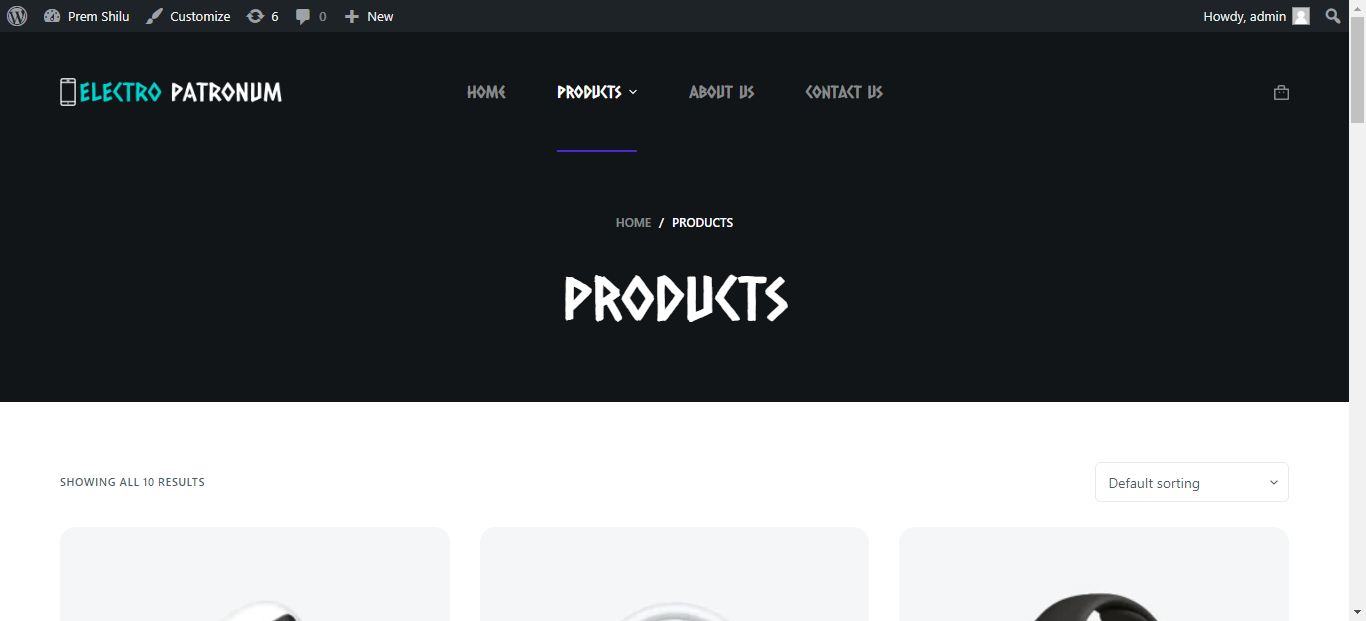 Prem Shilu Customize 6 0 New Howdy, admin
ELECTRO PATRONUM HOME PRODUCTS ABOUT US CONTACT US
HOME / PRODUCTS
PRODUCTS
SHOWING ALL 10 RESULTS Default sorting